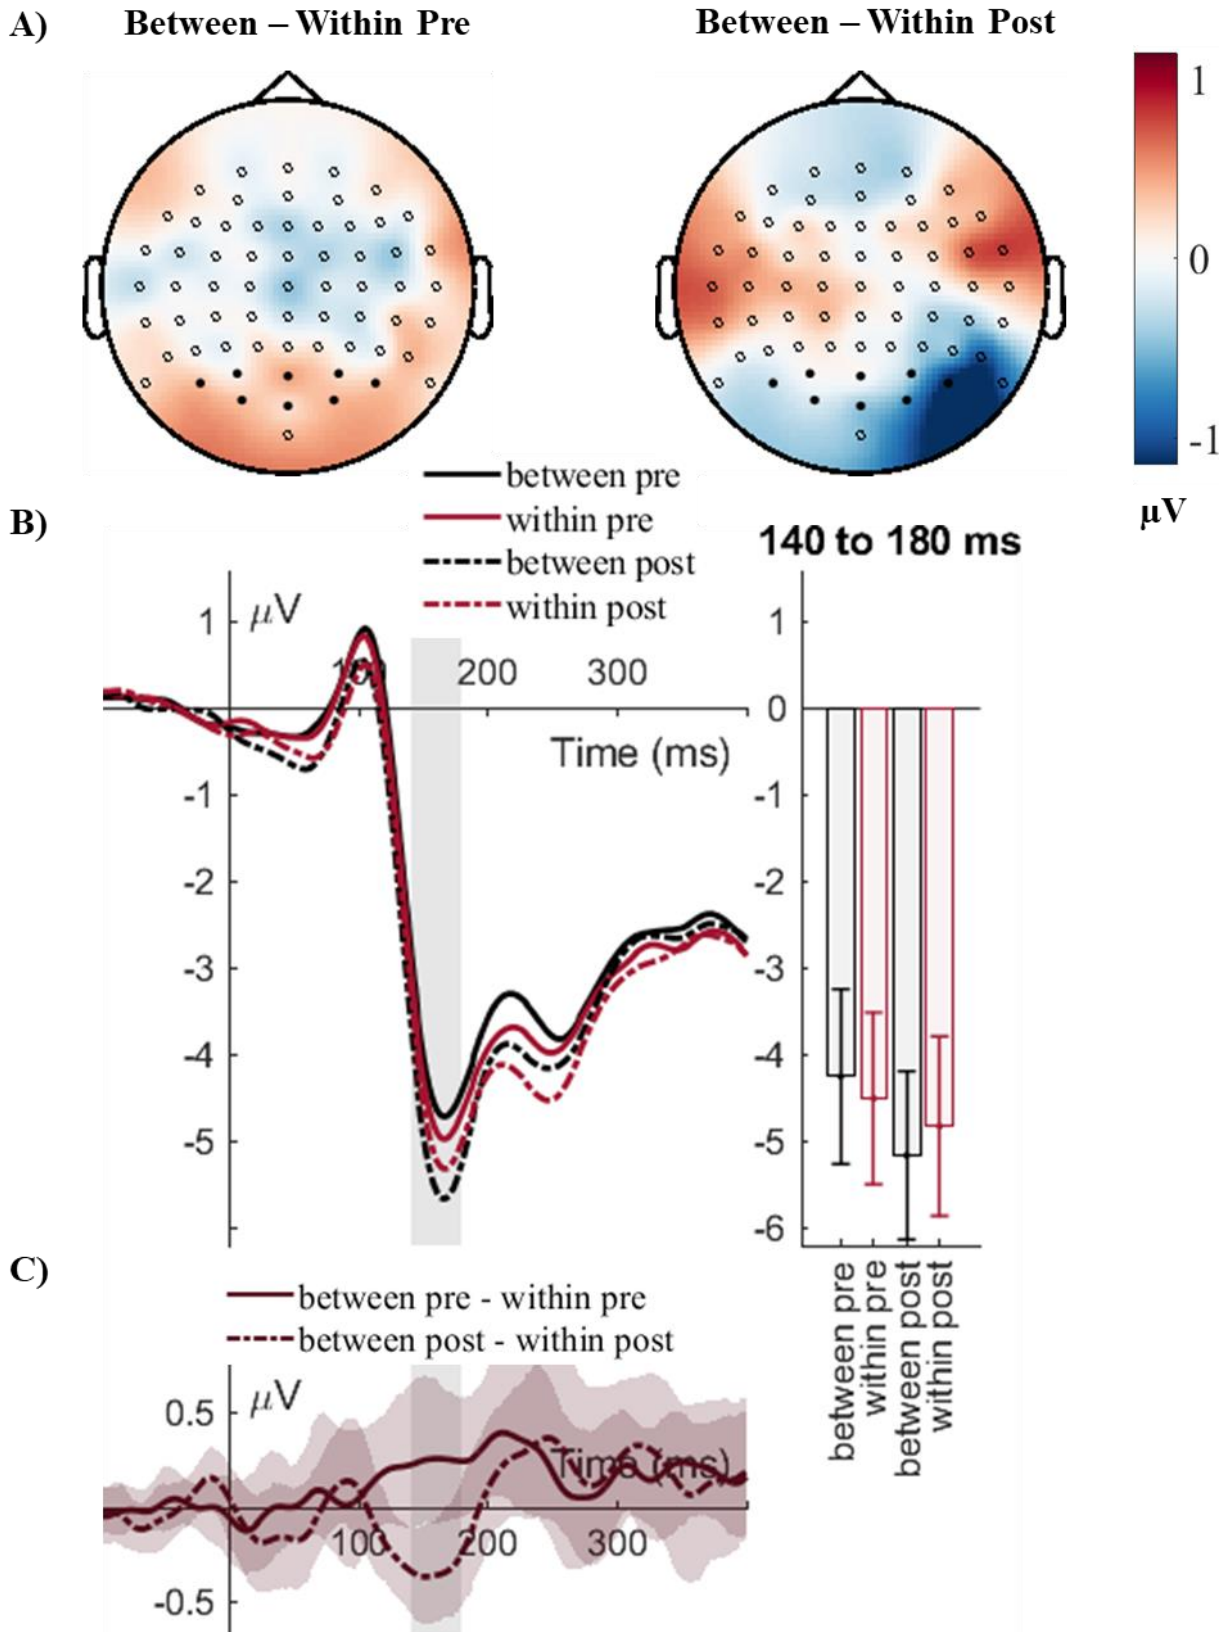 A) Between – Within Pre Between – Within Post
1
0
-1
μV
between pre
within pre
between post
within post
B)
140 to 180 ms
1 μV
100 200 300
Time (ms)
-1
-2
-3
-4
-5
1
0
-1
-2
-3
-4
-5
-6
between pre
within pre
between post
within post
C)
between pre - within pre
between post - within post
0.5 μV
Time (ms)
100 200 300
-0.5